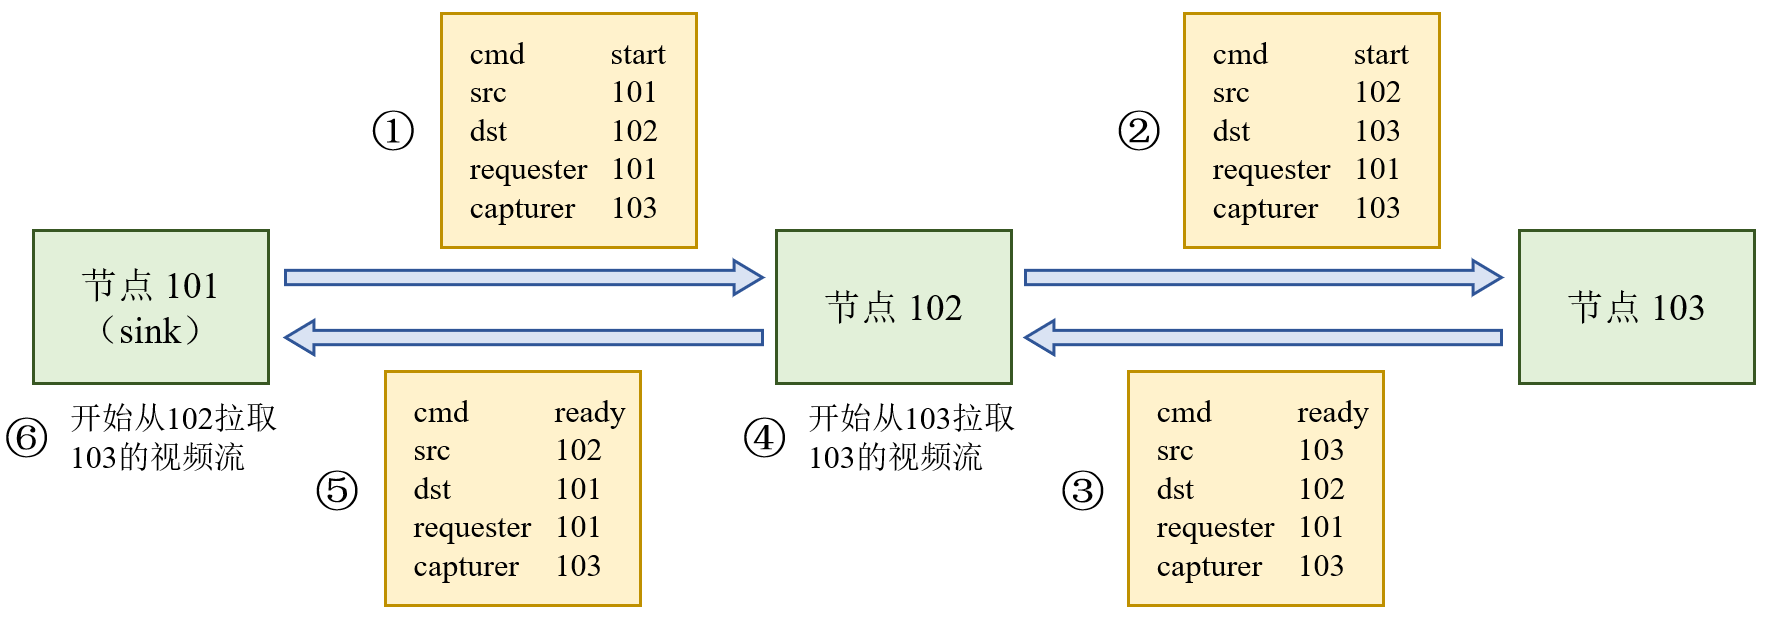 ①
cmd start
src 101
dst 102
requester 101
capturer 103
②
cmd start
src 102
dst 103
requester 101
capturer 103
节点 101
（sink）
节点 102
节点 103
⑥
开始从102拉取
103的视频流
⑤
cmd ready
src 102
dst 101
requester 101
capturer 103
④
开始从103拉取
103的视频流
③
cmd ready
src 103
dst 102
requester 101
capturer 103